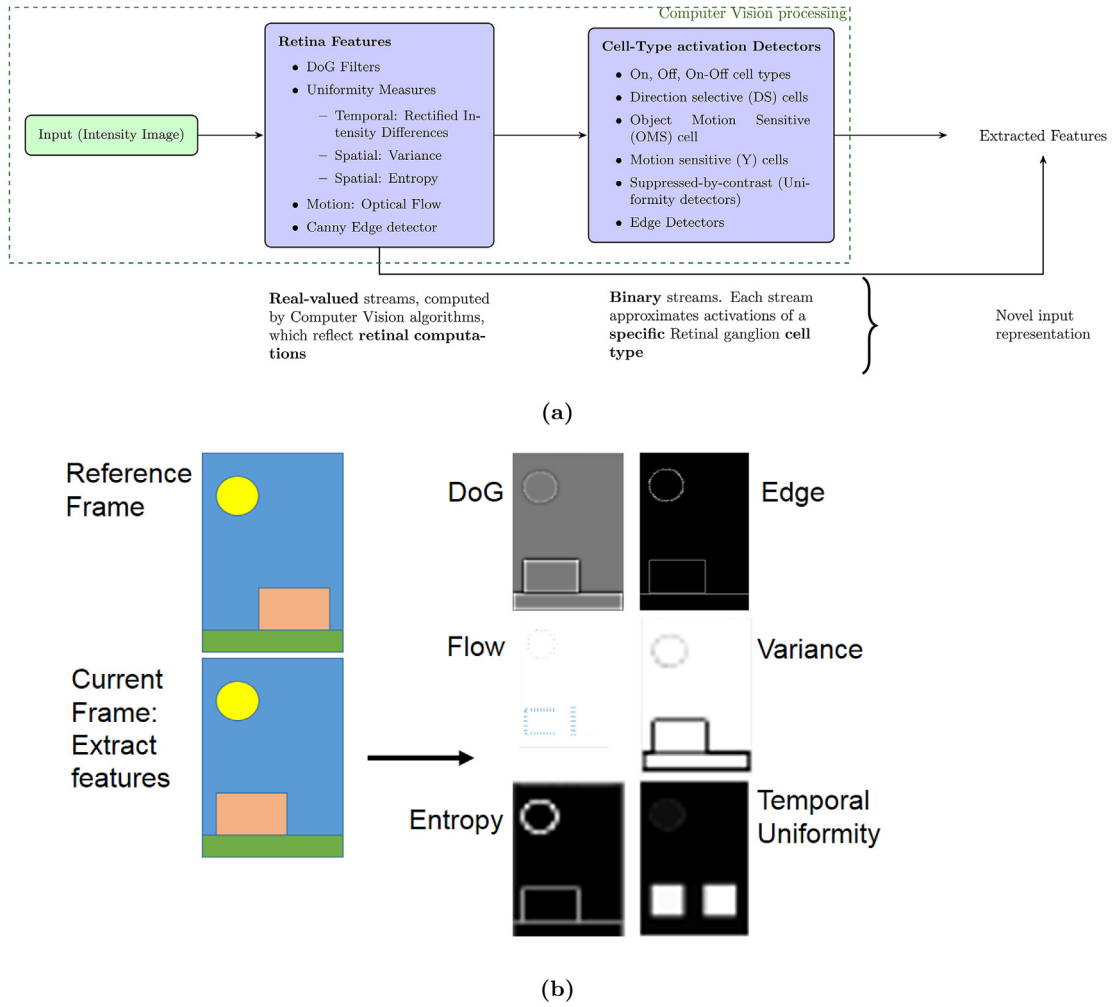 Computer Vision processing
Input (Intensity Image)
Retina Features
• DoG Filters
• Uniformity Measures
– Temporal: Rectified In-
tensity Differences
– Spatial: Variance
– Spatial: Entropy
• Motion: Optical Flow
• Canny Edge detector
Cell-Type activation Detectors
• On, Off, On-Off cell types
• Direction selective (DS) cells
• Object Motion Sensitive
(OMS) cell
• Motion sensitive (Y) cells
• Suppressed-by-contrast (Uni-
formity detectors)
• Edge Detectors
Extracted Features
Real-valued streams, computed
by Computer Vision algorithms,
which reflect retinal computa-
tions
Binary streams. Each stream
approximates activations of a
specific Retinal ganglion cell
type
Novel input
representation
(a)
Reference
Frame
Current
Frame:
Extract
features
DoG
Edge
Flow
Variance
Entropy
Temporal
Uniformity
(b)